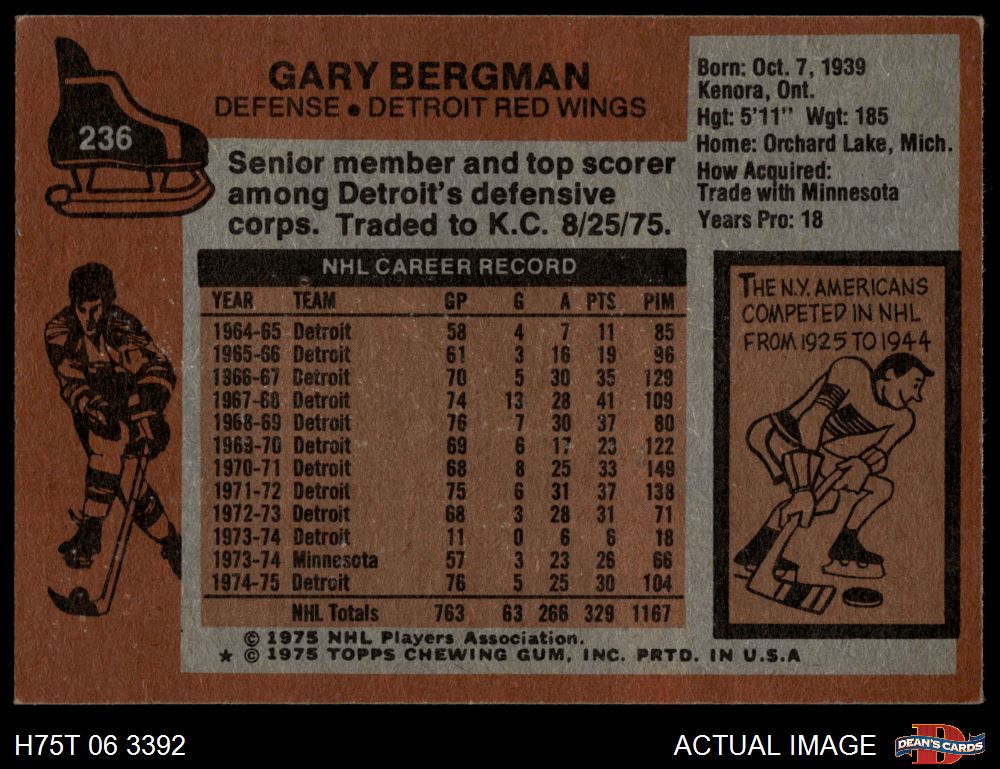 236
GARY BERGMAN
DEFENSE • DETROIT RED WINGS
Senior member and top scorer
among Detroit's defensive
corps. Traded to K.C. 8/25/75.
Born: Oct. 7, 1939
Kenora, Ont.
Hgt: 5'11" Wgt: 185
Home: Orchard Lake, Mich.
How Acquired:
Trade with Minnesota
Years Pro: 18
NHL CAREER RECORD
YEAR TEAM GP G A PTS PIM
1964-65 Detroit 58 4 7 11 85
1965-66 Detroit 61 3 16 19 96
1966-67 Detroit 70 5 30 35 129
1967-68 Detroit 74 13 28 41 109
1968-69 Detroit 76 7 30 37 80
1969-70 Detroit 69 6 17 23 122
1970-71 Detroit 68 8 25 33 149
1971-72 Detroit 75 6 31 37 138
1972-73 Detroit 68 3 28 31 71
1973-74 Detroit 11 0 6 6 18
1973-74 Minnesota 57 3 23 26 66
1974-75 Detroit 76 5 25 30 104
NHL Totals 763 63 266 329 1167
© 1975 NHL Players Association.
★ © 1975 TOPPS CHEWING GUM, INC. PRTD. IN U.S.A
THE N.Y. AMERICANS
COMPETED IN NHL
FROM 1925 TO 1944
H75T 06 3392
ACTUAL IMAGE
D
DEAN'S CARDS